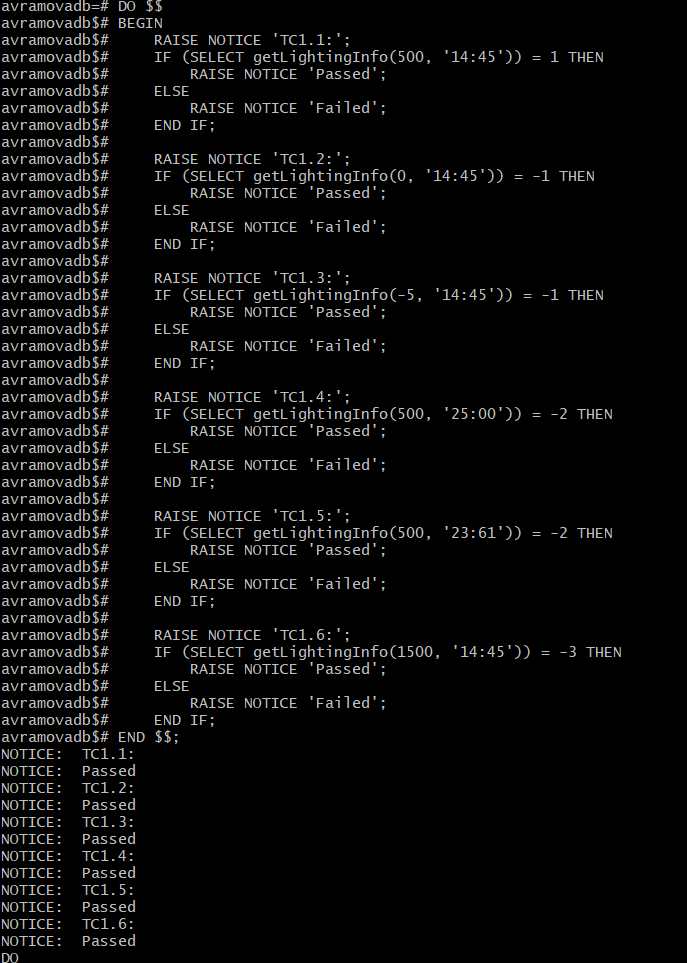 avramovadb=# DO $$
avramovadb$# BEGIN
avramovadb$#     RAISE NOTICE 'TC1.1:';
avramovadb$#     IF (SELECT getLightingInfo(500, '14:45')) = 1 THEN
avramovadb$#         RAISE NOTICE 'Passed';
avramovadb$#     ELSE
avramovadb$#         RAISE NOTICE 'Failed';
avramovadb$#     END IF;
avramovadb$#
avramovadb$#     RAISE NOTICE 'TC1.2:';
avramovadb$#     IF (SELECT getLightingInfo(0, '14:45')) = -1 THEN
avramovadb$#         RAISE NOTICE 'Passed';
avramovadb$#     ELSE
avramovadb$#         RAISE NOTICE 'Failed';
avramovadb$#     END IF;
avramovadb$#
avramovadb$#     RAISE NOTICE 'TC1.3:';
avramovadb$#     IF (SELECT getLightingInfo(-5, '14:45')) = -1 THEN
avramovadb$#         RAISE NOTICE 'Passed';
avramovadb$#     ELSE
avramovadb$#         RAISE NOTICE 'Failed';
avramovadb$#     END IF;
avramovadb$#
avramovadb$#     RAISE NOTICE 'TC1.4:';
avramovadb$#     IF (SELECT getLightingInfo(500, '25:00')) = -2 THEN
avramovadb$#         RAISE NOTICE 'Passed';
avramovadb$#     ELSE
avramovadb$#         RAISE NOTICE 'Failed';
avramovadb$#     END IF;
avramovadb$#
avramovadb$#     RAISE NOTICE 'TC1.5:';
avramovadb$#     IF (SELECT getLightingInfo(500, '23:61')) = -2 THEN
avramovadb$#         RAISE NOTICE 'Passed';
avramovadb$#     ELSE
avramovadb$#         RAISE NOTICE 'Failed';
avramovadb$#     END IF;
avramovadb$#
avramovadb$#     RAISE NOTICE 'TC1.6:';
avramovadb$#     IF (SELECT getLightingInfo(1500, '14:45')) = -3 THEN
avramovadb$#         RAISE NOTICE 'Passed';
avramovadb$#     ELSE
avramovadb$#         RAISE NOTICE 'Failed';
avramovadb$#     END IF;
avramovadb$# END $$;
NOTICE:  TC1.1:
NOTICE:  Passed
NOTICE:  TC1.2:
NOTICE:  Passed
NOTICE:  TC1.3:
NOTICE:  Passed
NOTICE:  TC1.4:
NOTICE:  Passed
NOTICE:  TC1.5:
NOTICE:  Passed
NOTICE:  TC1.6:
NOTICE:  Passed
DO